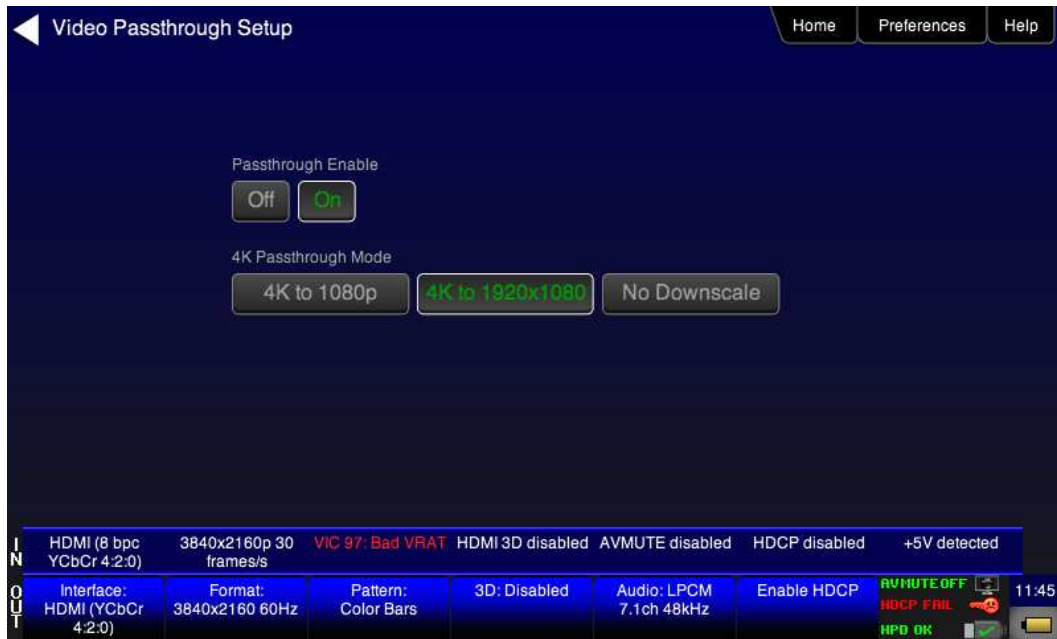 Video Passthrough Setup
Home
Preferences
Help
Passthrough Enable
Off
On
4K Passthrough Mode
4K to 1080p
4K to 1920x1080
No Downscale
IN
HDMI (8 bpc
YCbCr 4:2:0)
3840x2160p 30
frames/s
VIC 97: Bad VRAT
HDMI 3D disabled
AVMUTE disabled
HDCP disabled
+5V detected
OUT
Interface:
HDMI (YCbCr
4:2:0)
Format:
3840x2160 60Hz
Pattern:
Color Bars
3D: Disabled
Audio: LPCM
7.1ch 48kHz
Enable HDCP
AVMUTE OFF
HDCP FAIL
HPD OK
11:45